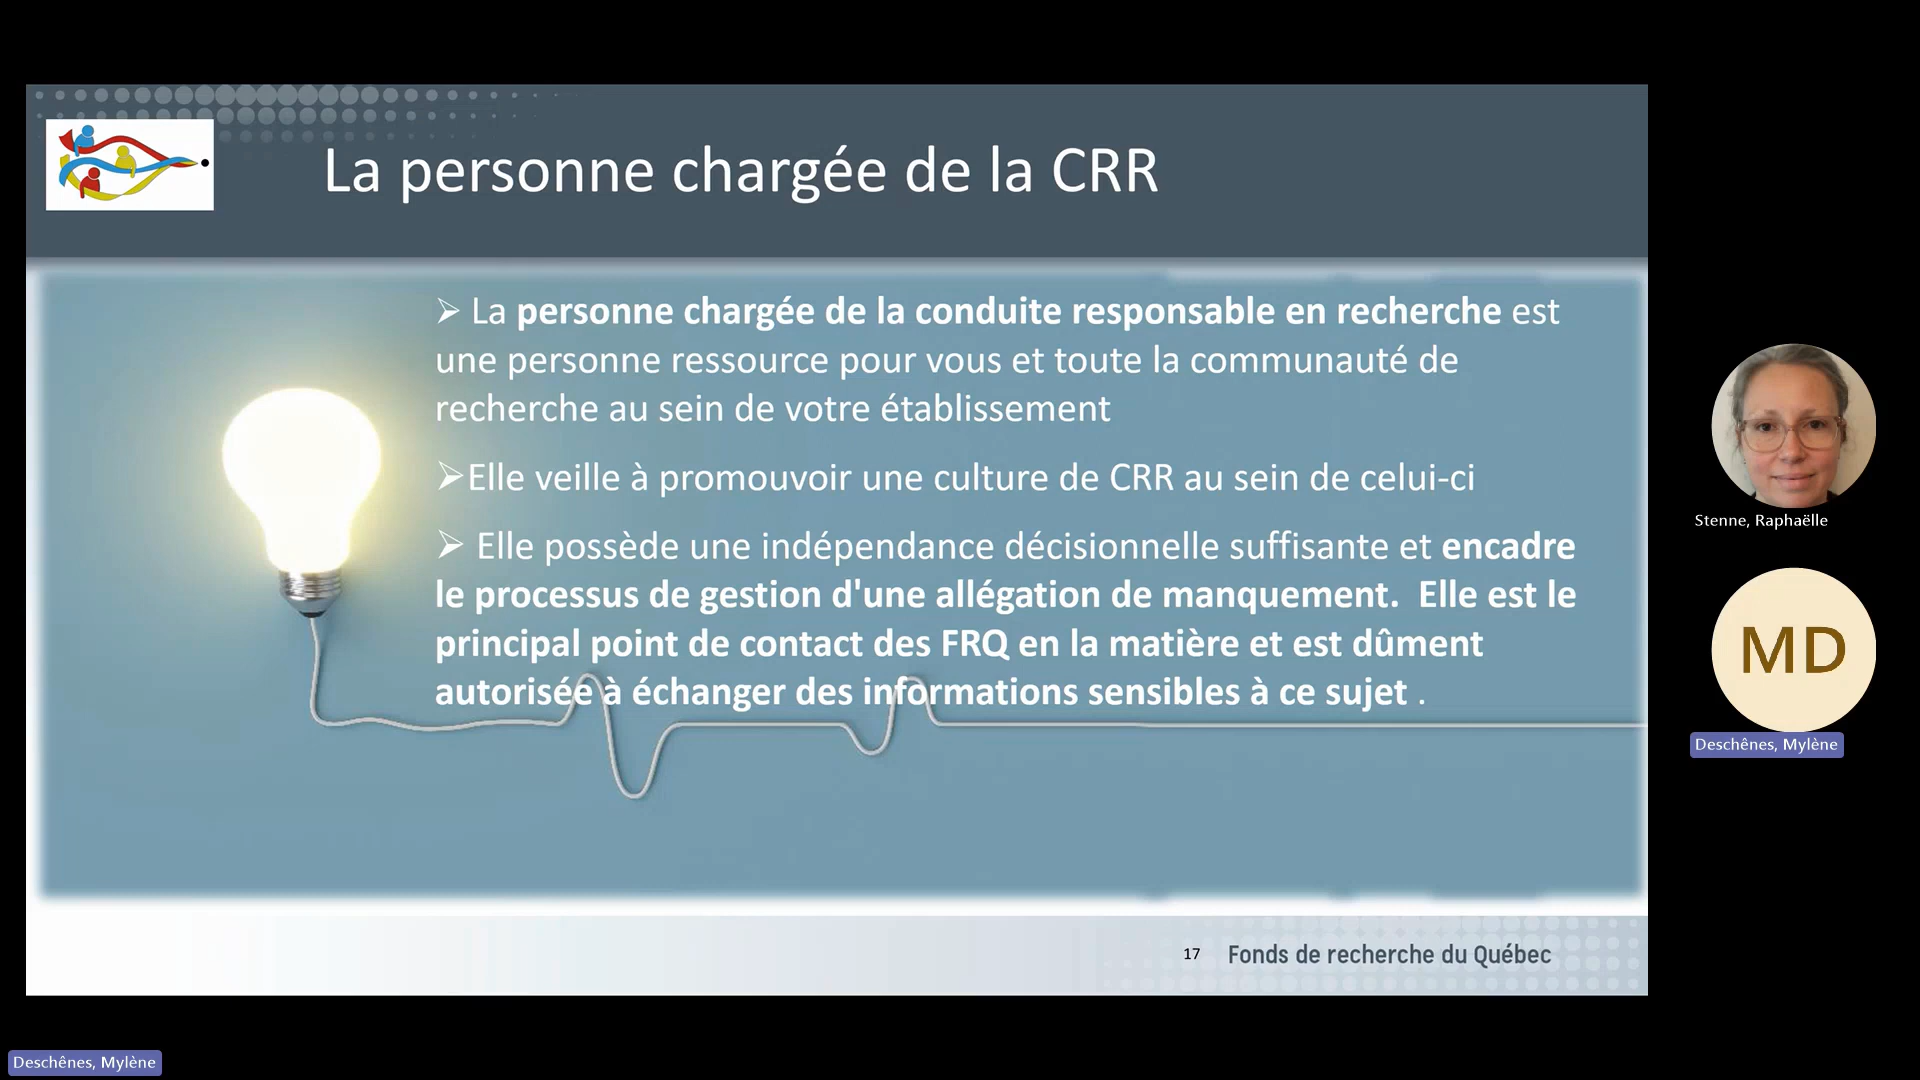 La personne chargée de la CRR
➢ La personne chargée de la conduite responsable en recherche est
une personne ressource pour vous et toute la communauté de
recherche au sein de votre établissement
➢Elle veille à promouvoir une culture de CRR au sein de celui-ci
➢ Elle possède une indépendance décisionnelle suffisante et encadre
le processus de gestion d'une allégation de manquement.  Elle est le
principal point de contact des FRQ en la matière et est dûment
autorisée à échanger des informations sensibles à ce sujet .
17
Fonds de recherche du Québec
Stenne, Raphaëlle
MD
Deschênes, Mylène
Deschênes, Mylène